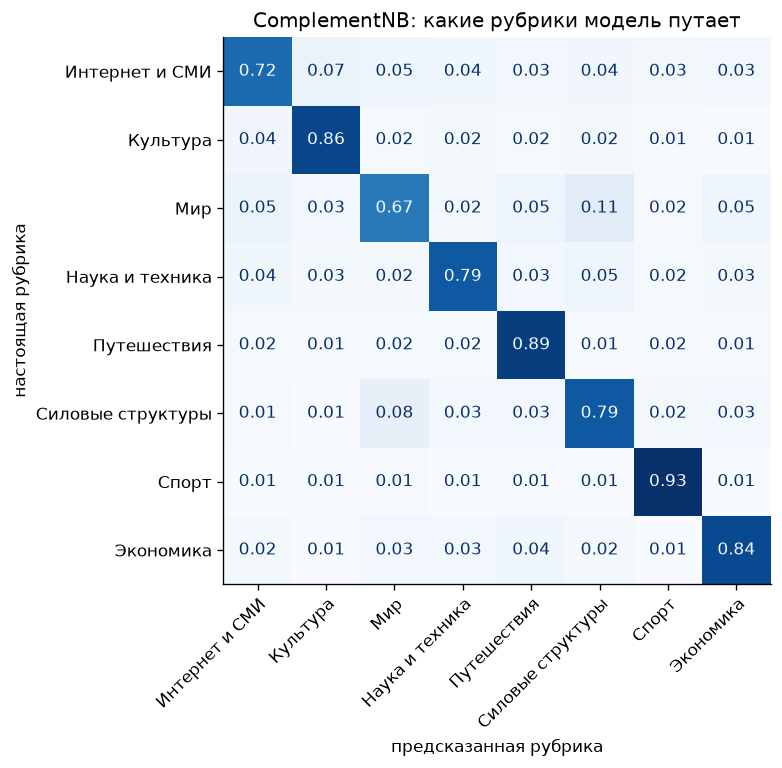 ComplementNB: какие рубрики модель путает
настоящая рубрика
Интернет и СМИ 0.72 0.07 0.05 0.04 0.03 0.04 0.03 0.03
Культура 0.04 0.86 0.02 0.02 0.02 0.02 0.01 0.01
Мир 0.05 0.03 0.67 0.02 0.05 0.11 0.02 0.05
Наука и техника 0.04 0.03 0.02 0.79 0.03 0.05 0.02 0.03
Путешествия 0.02 0.01 0.02 0.02 0.89 0.01 0.02 0.01
Силовые структуры 0.01 0.01 0.08 0.03 0.03 0.79 0.02 0.03
Спорт 0.01 0.01 0.01 0.01 0.01 0.01 0.93 0.01
Экономика 0.02 0.01 0.03 0.03 0.04 0.02 0.01 0.84
Интернет и СМИ
Культура
Мир
Наука и техника
Путешествия
Силовые структуры
Спорт
Экономика
предсказанная рубрика